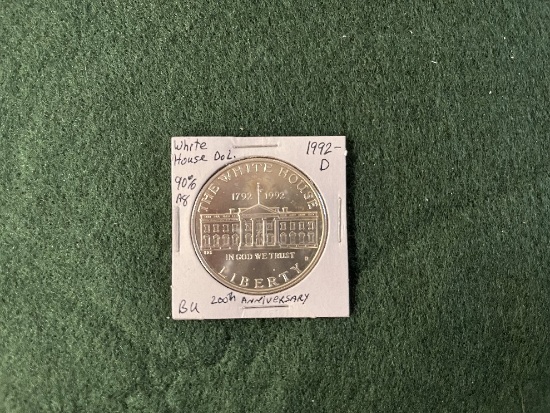 White
House DOL.
1992-
D
90%
Ag
THE WHITE HOUSE
1792 1992
IN GOD WE TRUST
D
LIBERTY
BU
200th ANNIVERSARY